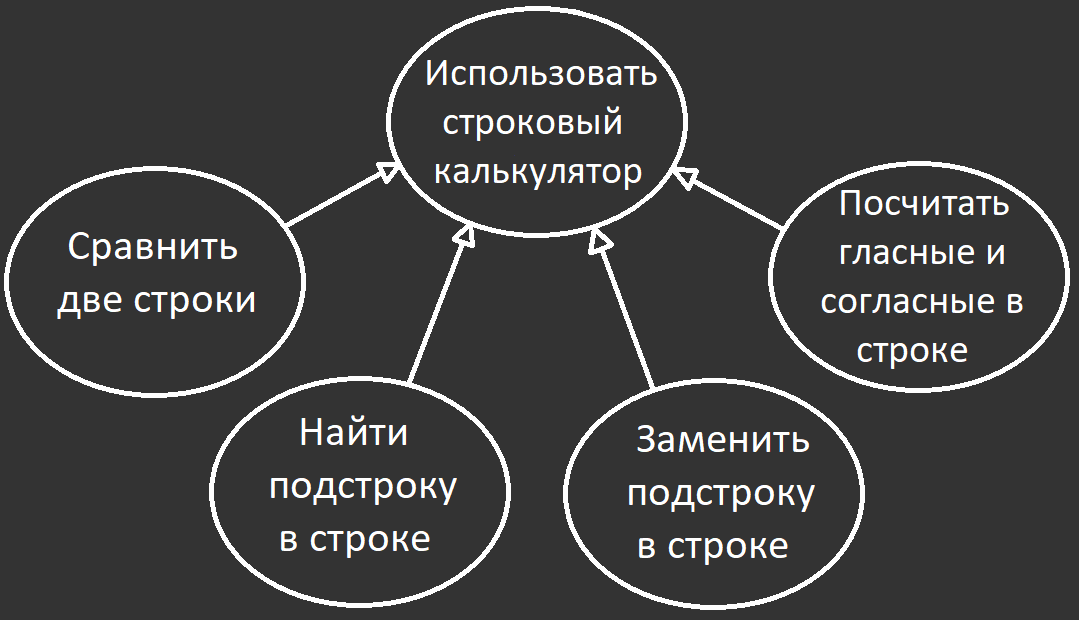 Использовать
строковый
калькулятор
Сравнить
две строки
Посчитать
гласные и
согласные в
строке
Найти
подстроку
в строке
Заменить
подстроку
в строке